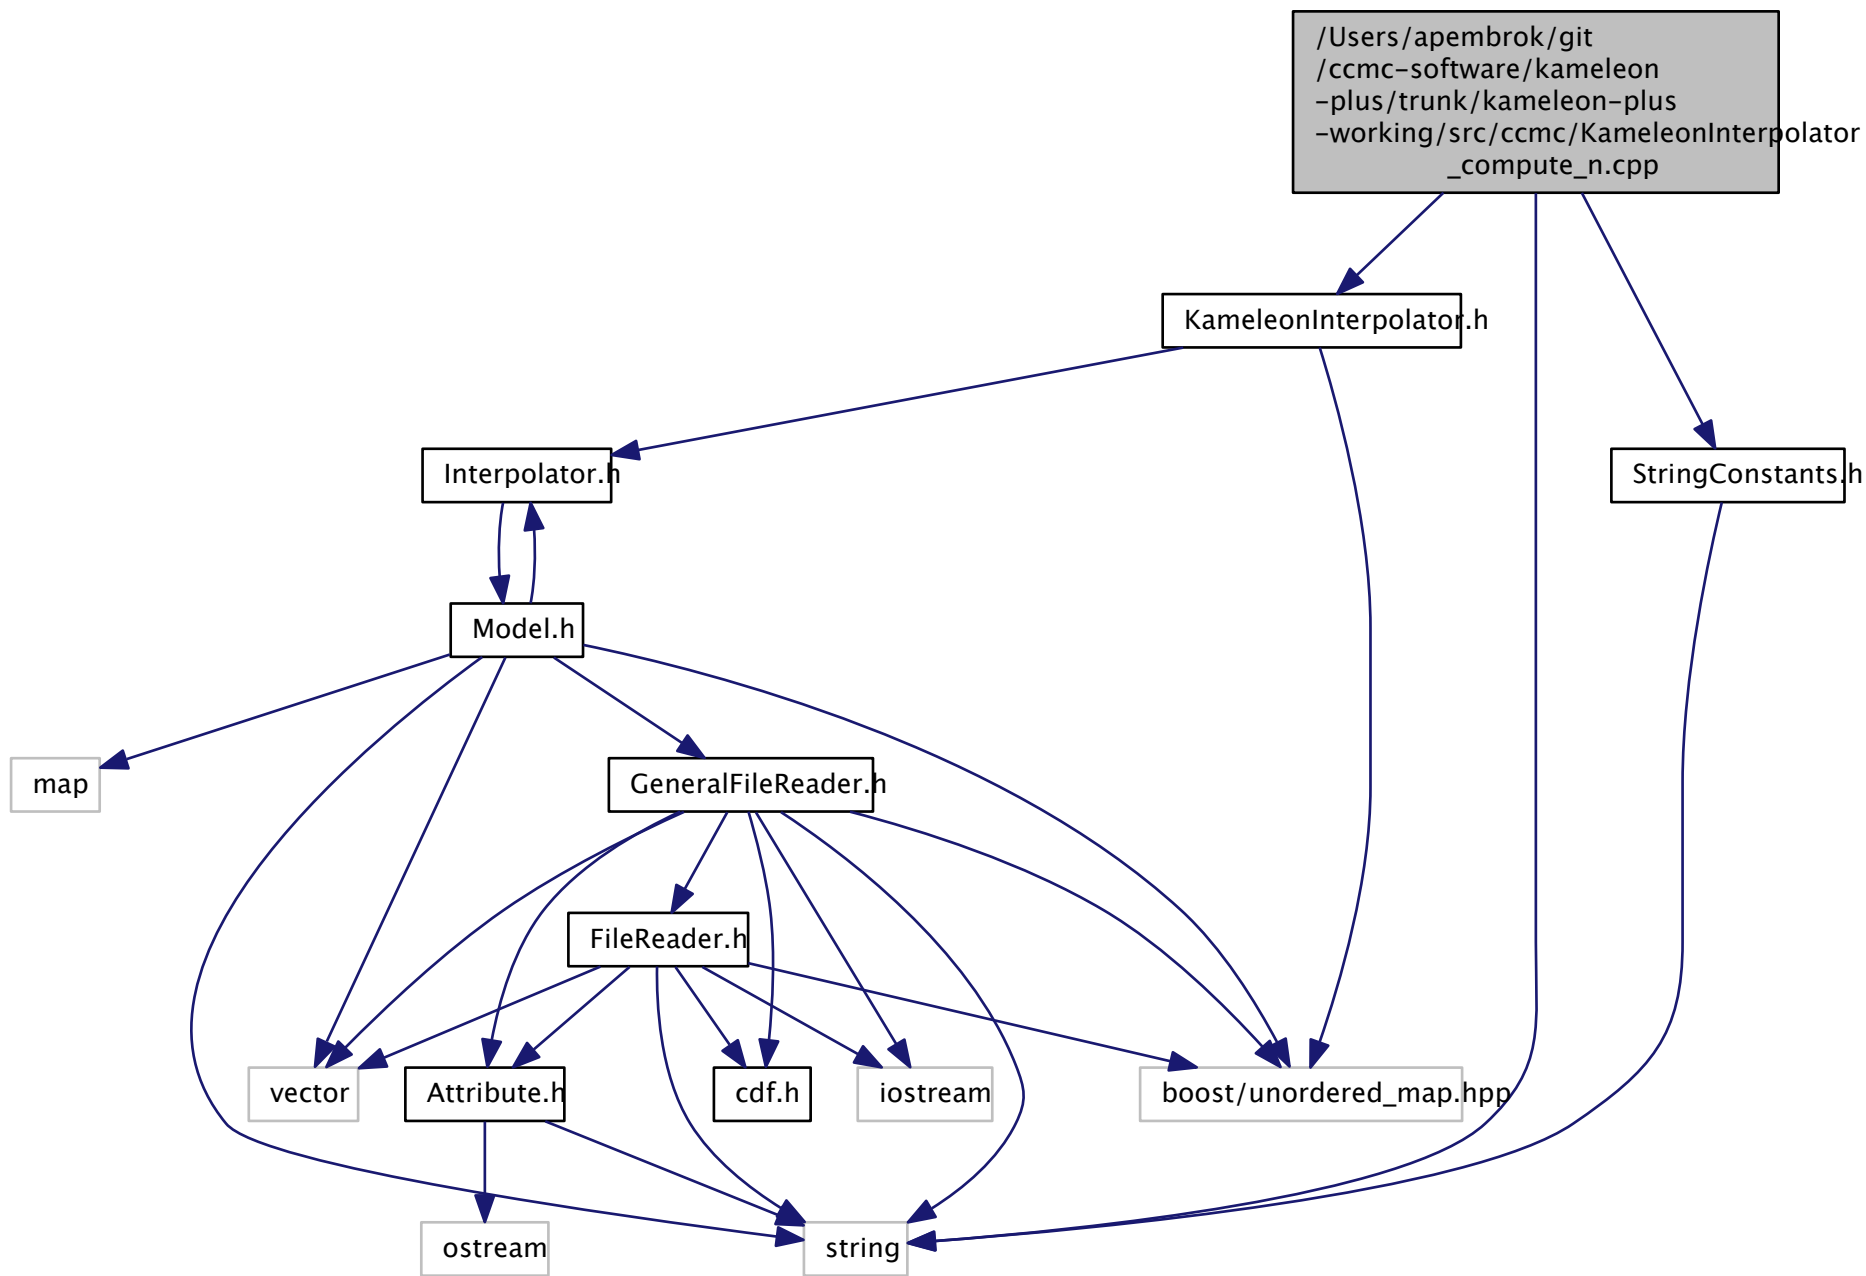 /Users/apembrok/git
/ccmc-software/kameleon
-plus/trunk/kameleon-plus
-working/src/ccmc/KameleonInterpolator
_compute_n.cpp
KameleonInterpolator.h
Interpolator.h
StringConstants.h
Model.h
map
GeneralFileReader.h
FileReader.h
vector
Attribute.h
cdf.h
iostream
boost/unordered_map.hpp
ostream
string